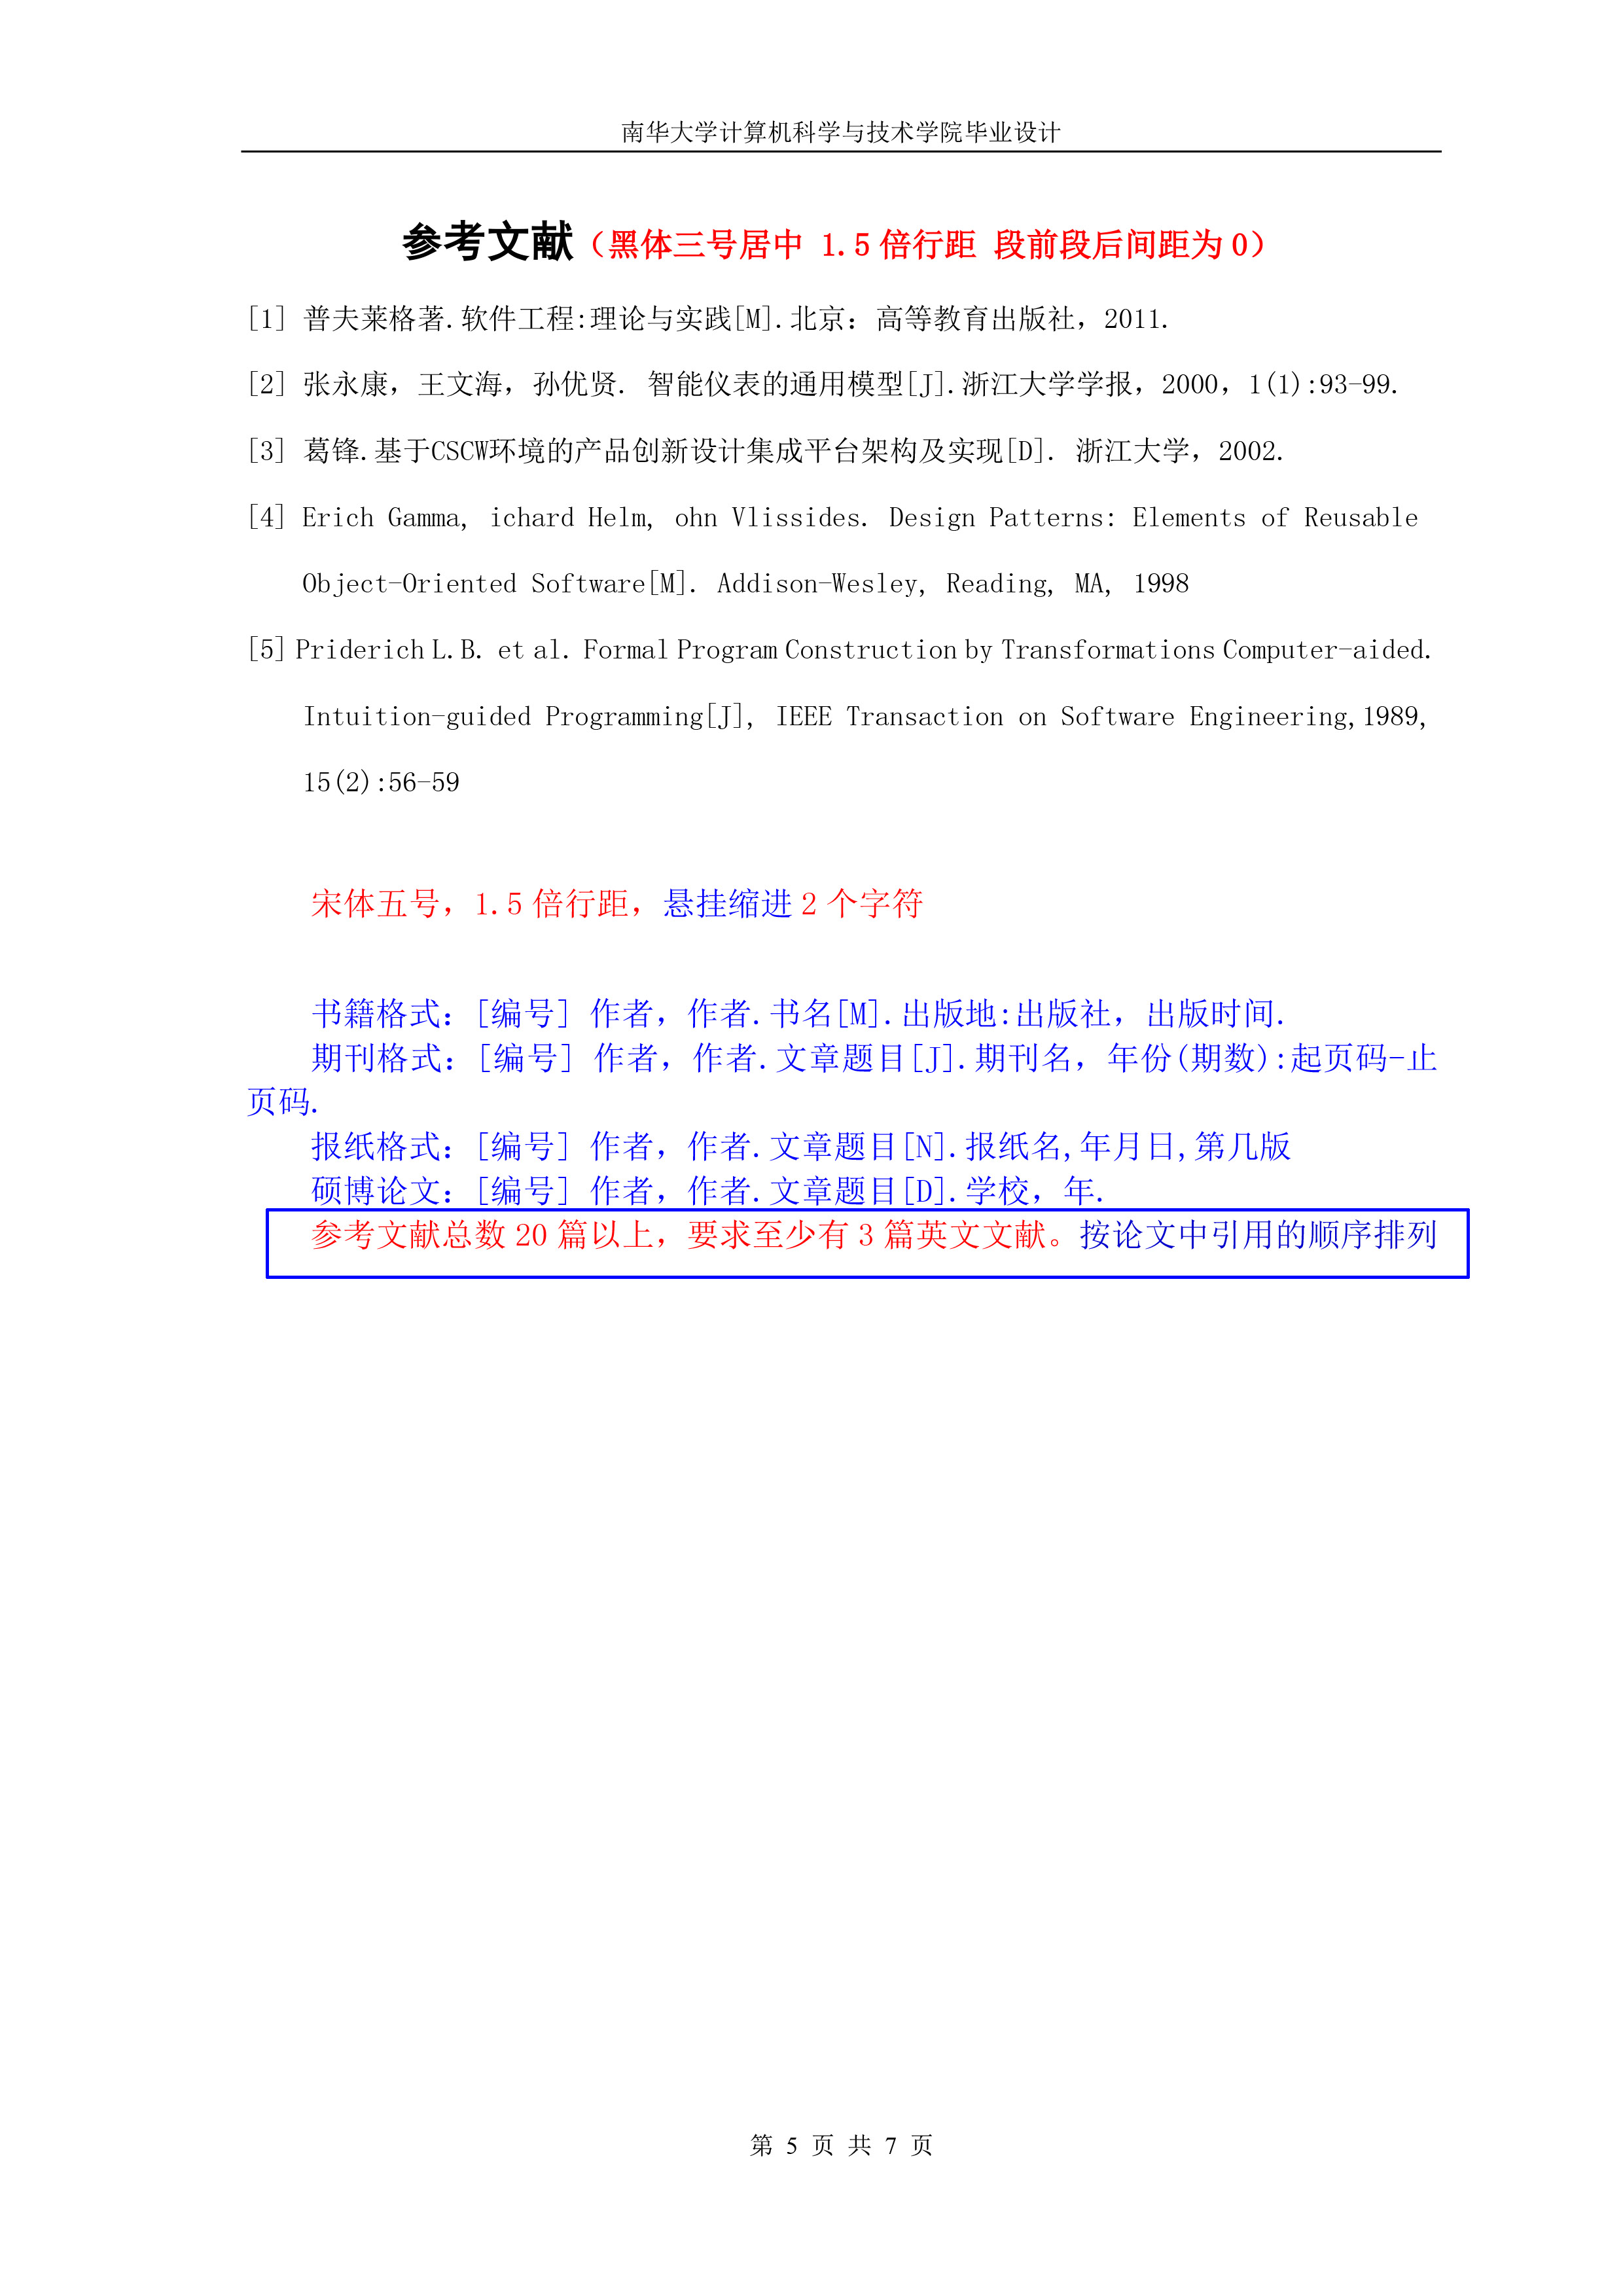 南华大学计算机科学与技术学院毕业设计
参考文献（黑体三号居中 1.5 倍行距 段前段后间距为 0）
[1] 普夫莱格著.软件工程:理论与实践[M].北京：高等教育出版社，2011.
[2] 张永康，王文海，孙优贤. 智能仪表的通用模型[J].浙江大学学报，2000，1(1):93-99.
[3] 葛锋.基于CSCW环境的产品创新设计集成平台架构及实现[D]. 浙江大学，2002.
[4] Erich Gamma, ichard Helm, ohn Vlissides. Design Patterns: Elements of Reusable
Object-Oriented Software[M]. Addison-Wesley, Reading, MA, 1998
[5] Priderich L.B. et al. Formal Program Construction by Transformations Computer-aided.
Intuition-guided Programming[J], IEEE Transaction on Software Engineering,1989,
15(2):56-59
宋体五号，1.5 倍行距，悬挂缩进 2 个字符
书籍格式：[编号] 作者，作者.书名[M].出版地:出版社，出版时间.
期刊格式：[编号] 作者，作者.文章题目[J].期刊名，年份(期数):起页码-止
页码.
报纸格式：[编号] 作者，作者.文章题目[N].报纸名,年月日,第几版
硕博论文：[编号] 作者，作者.文章题目[D].学校，年.
参考文献总数 20 篇以上，要求至少有 3 篇英文文献。按论文中引用的顺序排列
第 5 页 共 7 页